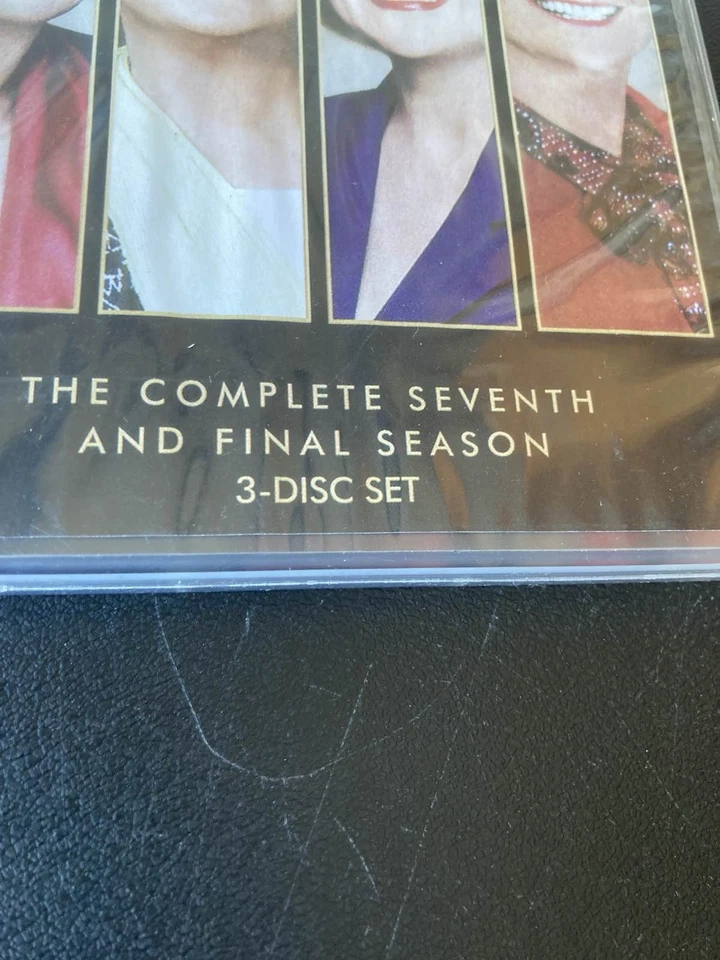 THE COMPLETE SEVENTH
AND FINAL SEASON
3-DISC SET